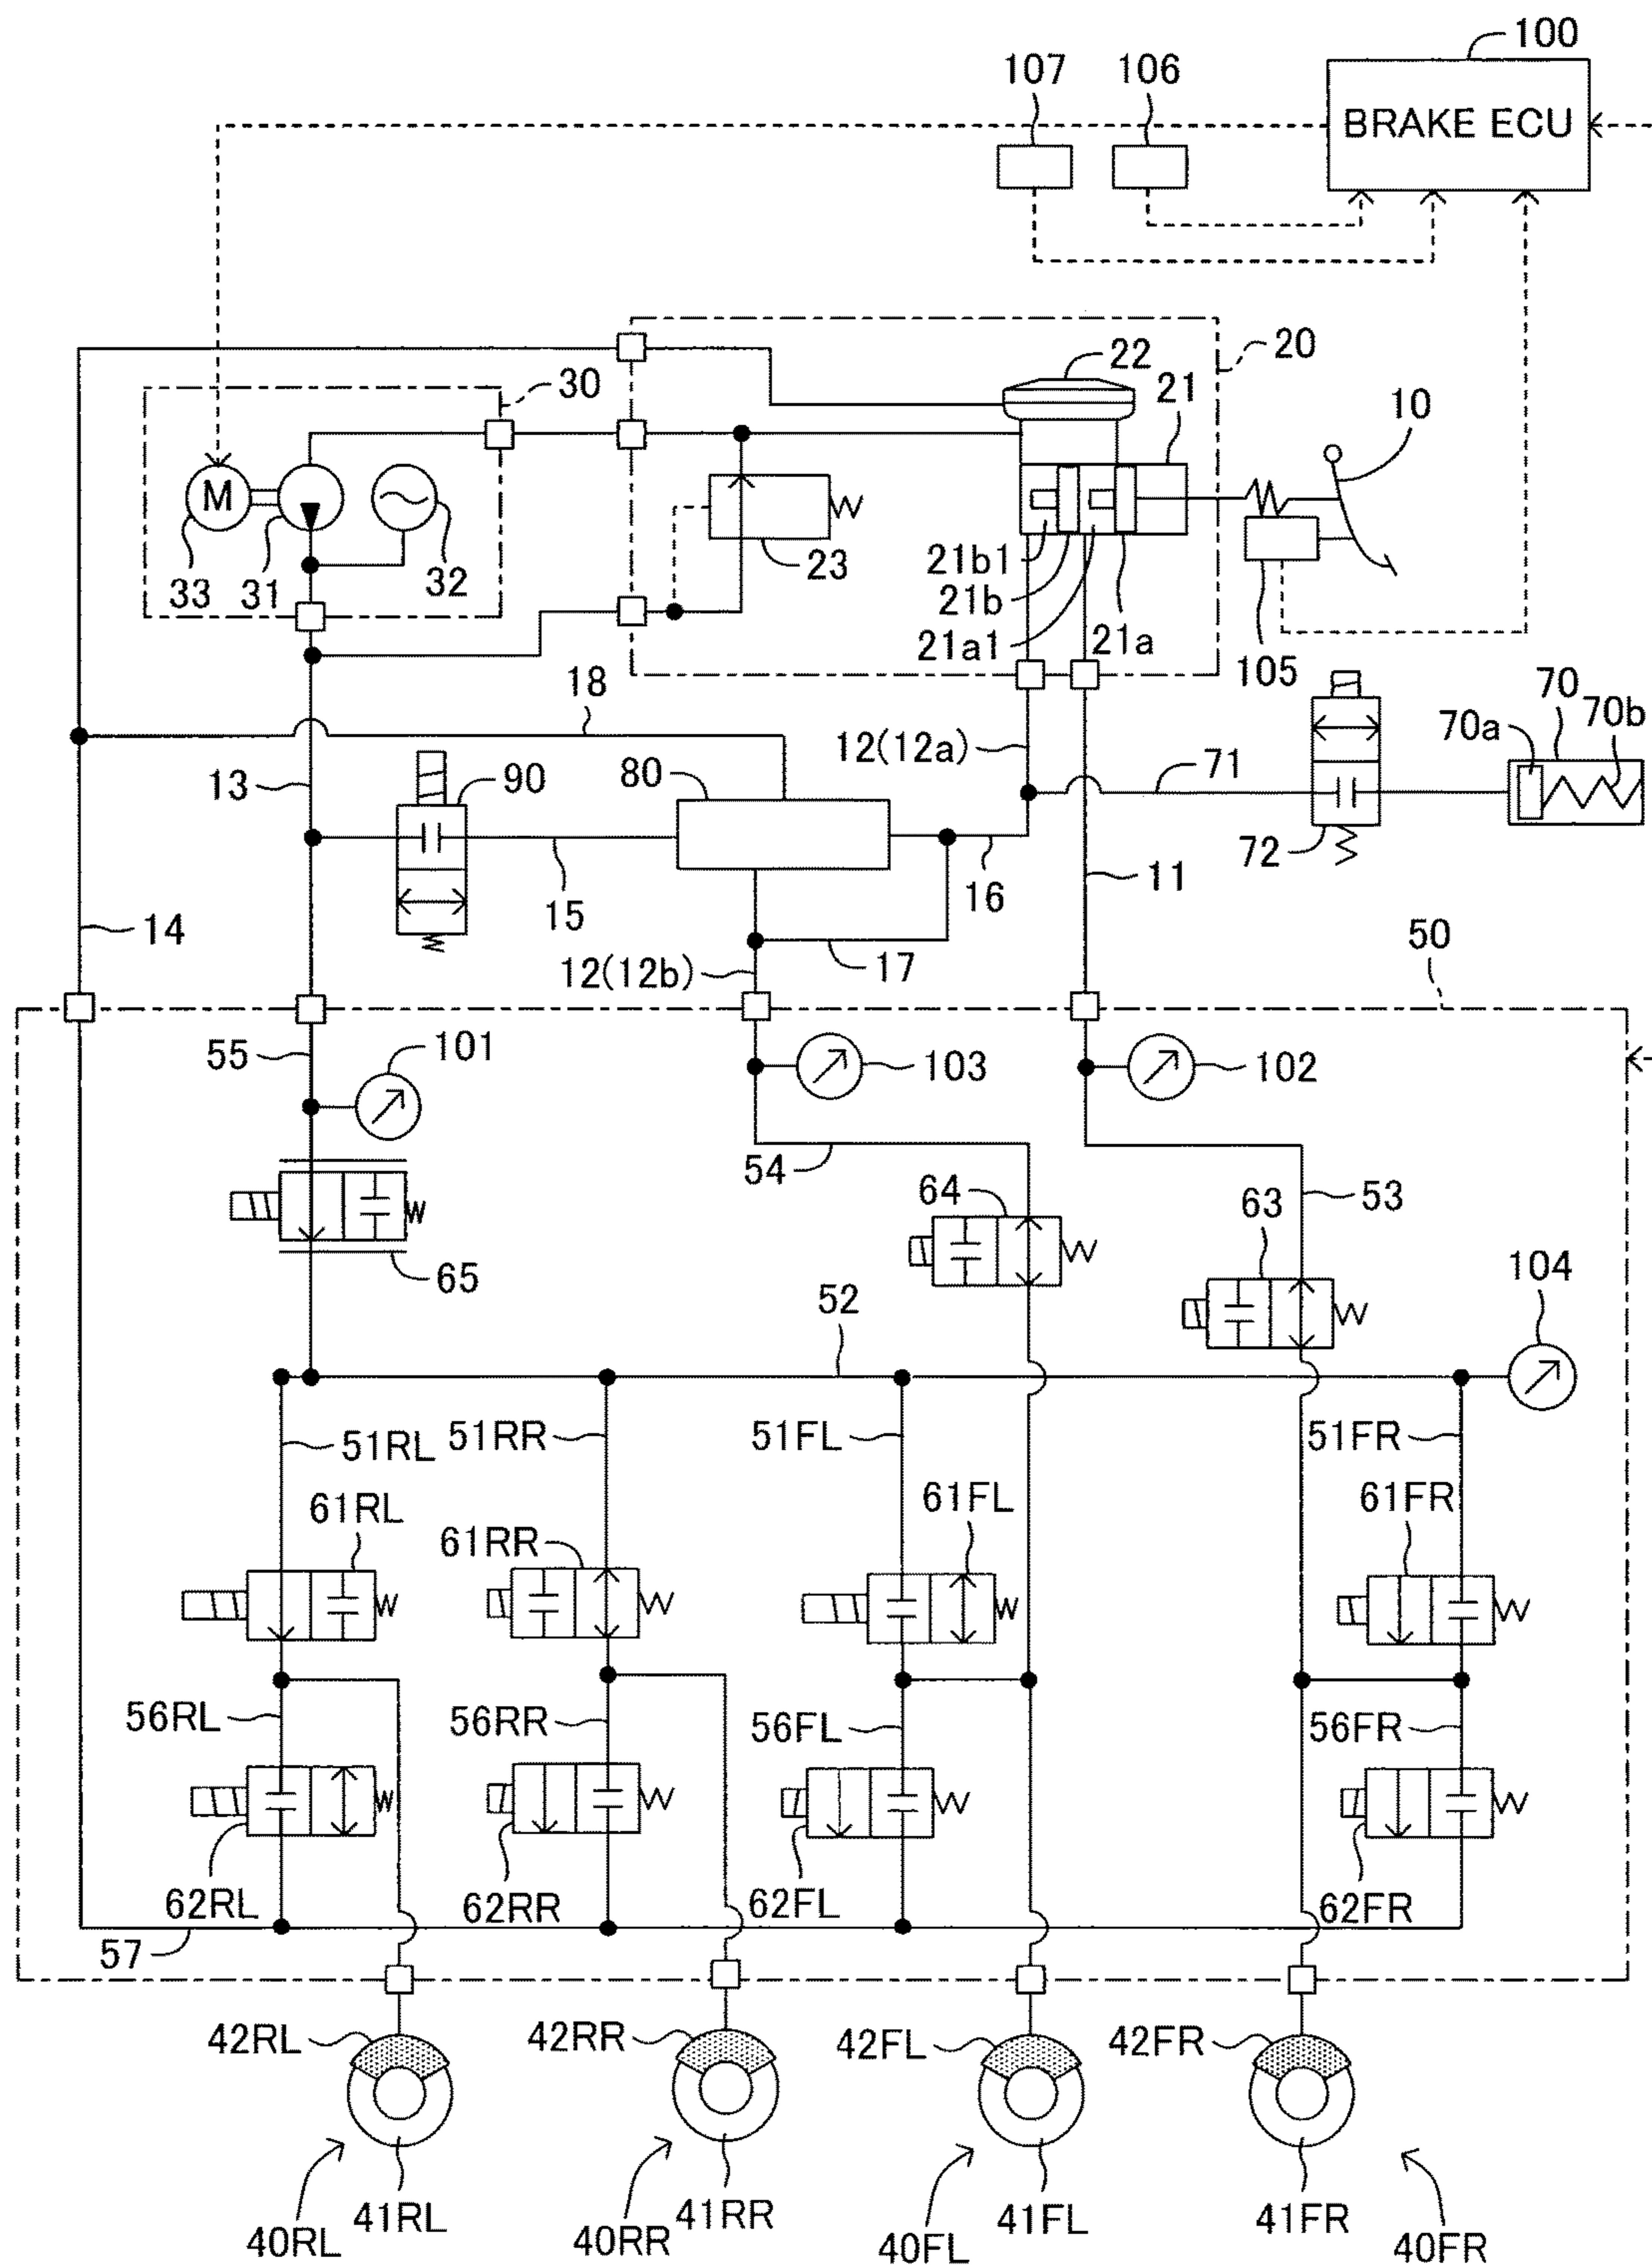 100
107 106
BRAKE ECU
20
22
30
21
10
M
33 31 32
23
21b1
21b
21a1 21a
105
18
70
70b
70a
12(12a)
13
90
80
71
72
16
11
15
14
17
12(12b)
50
55
101
103
102
54
64
53
63
65
104
52
51RL 51RR 51FL 51FR
61RL 61RR 61FL 61FR
56RL 56RR 56FL 56FR
62RL 62RR 62FL 62FR
57
42RL 42RR 42FL 42FR
41RL 41RR 41FL 41FR
40RL 40RR 40FL 40FR